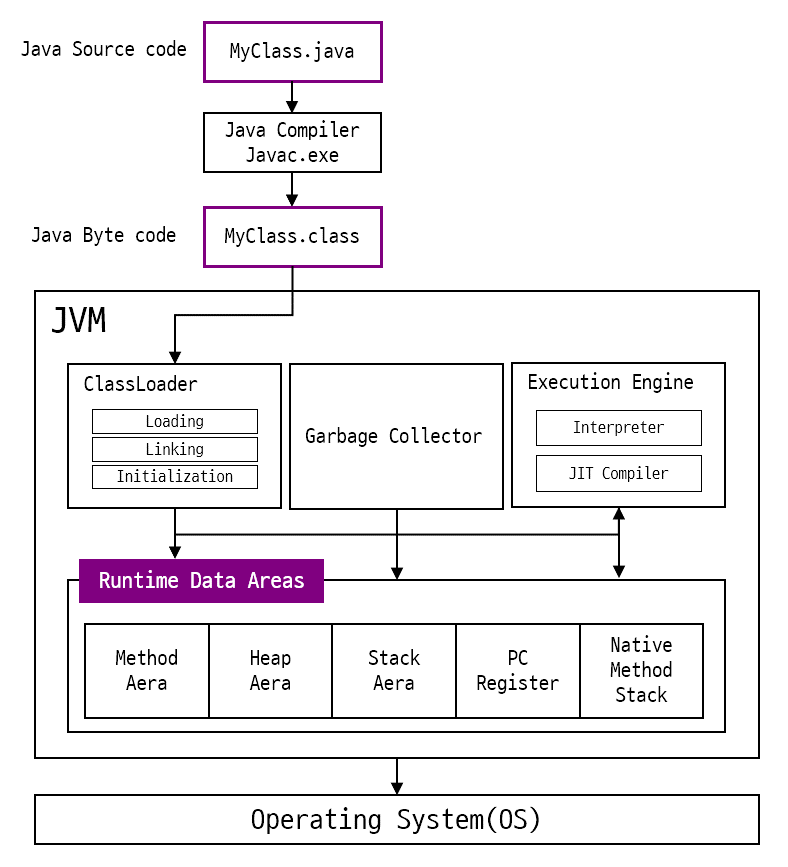 Java Source code
MyClass.java
Java Compiler
Javac.exe
Java Byte code
MyClass.class
JVM
ClassLoader
Loading
Linking
Initialization
Garbage Collector
Execution Engine
Interpreter
JIT Compiler
Runtime Data Areas
Method
Aera
Heap
Aera
Stack
Aera
PC
Register
Native
Method
Stack
Operating System(OS)